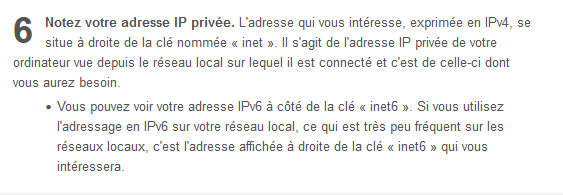 6 Notez votre adresse IP privée. L'adresse qui vous intéresse, exprimée en IPv4, se
situe à droite de la clé nommée « inet ». Il s'agit de l'adresse IP privée de votre
ordinateur vue depuis le réseau local sur lequel il est connecté et c'est de celle-ci dont
vous aurez besoin.
• Vous pouvez voir votre adresse IPv6 à côté de la clé « inet6 ». Si vous utilisez
l'adressage en IPv6 sur votre réseau local, ce qui est très peu fréquent sur les
réseaux locaux, c'est l'adresse affichée à droite de la clé « inet6 » qui vous
intéressera.